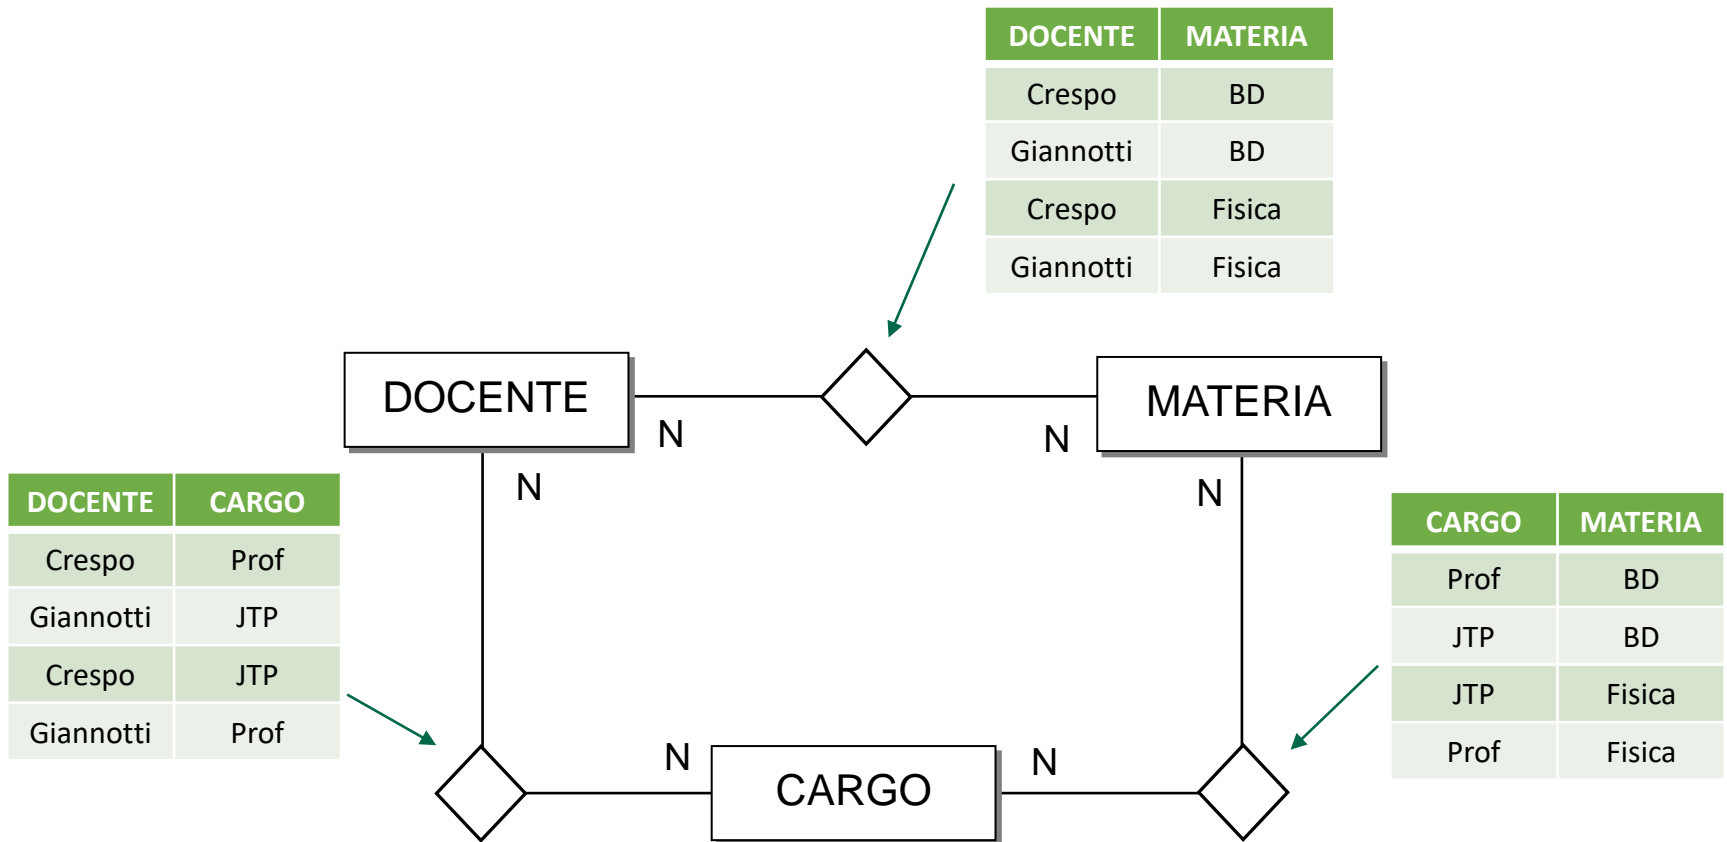 DOCENTE MATERIA
Crespo BD
Giannotti BD
Crespo Fisica
Giannotti Fisica
DOCENTE MATERIA
N N
N N
DOCENTE CARGO
Crespo Prof
Giannotti JTP
Crespo JTP
Giannotti Prof
CARGO MATERIA
Prof BD
JTP BD
JTP Fisica
Prof Fisica
N CARGO N